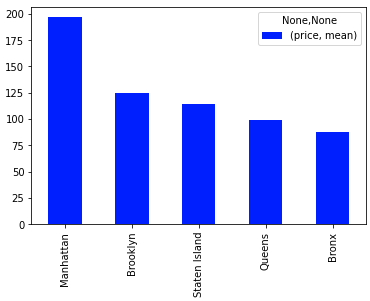 200
175
150
125
100
75
50
25
0
None,None
(price, mean)
Manhattan
Brooklyn
Staten Island
Queens
Bronx